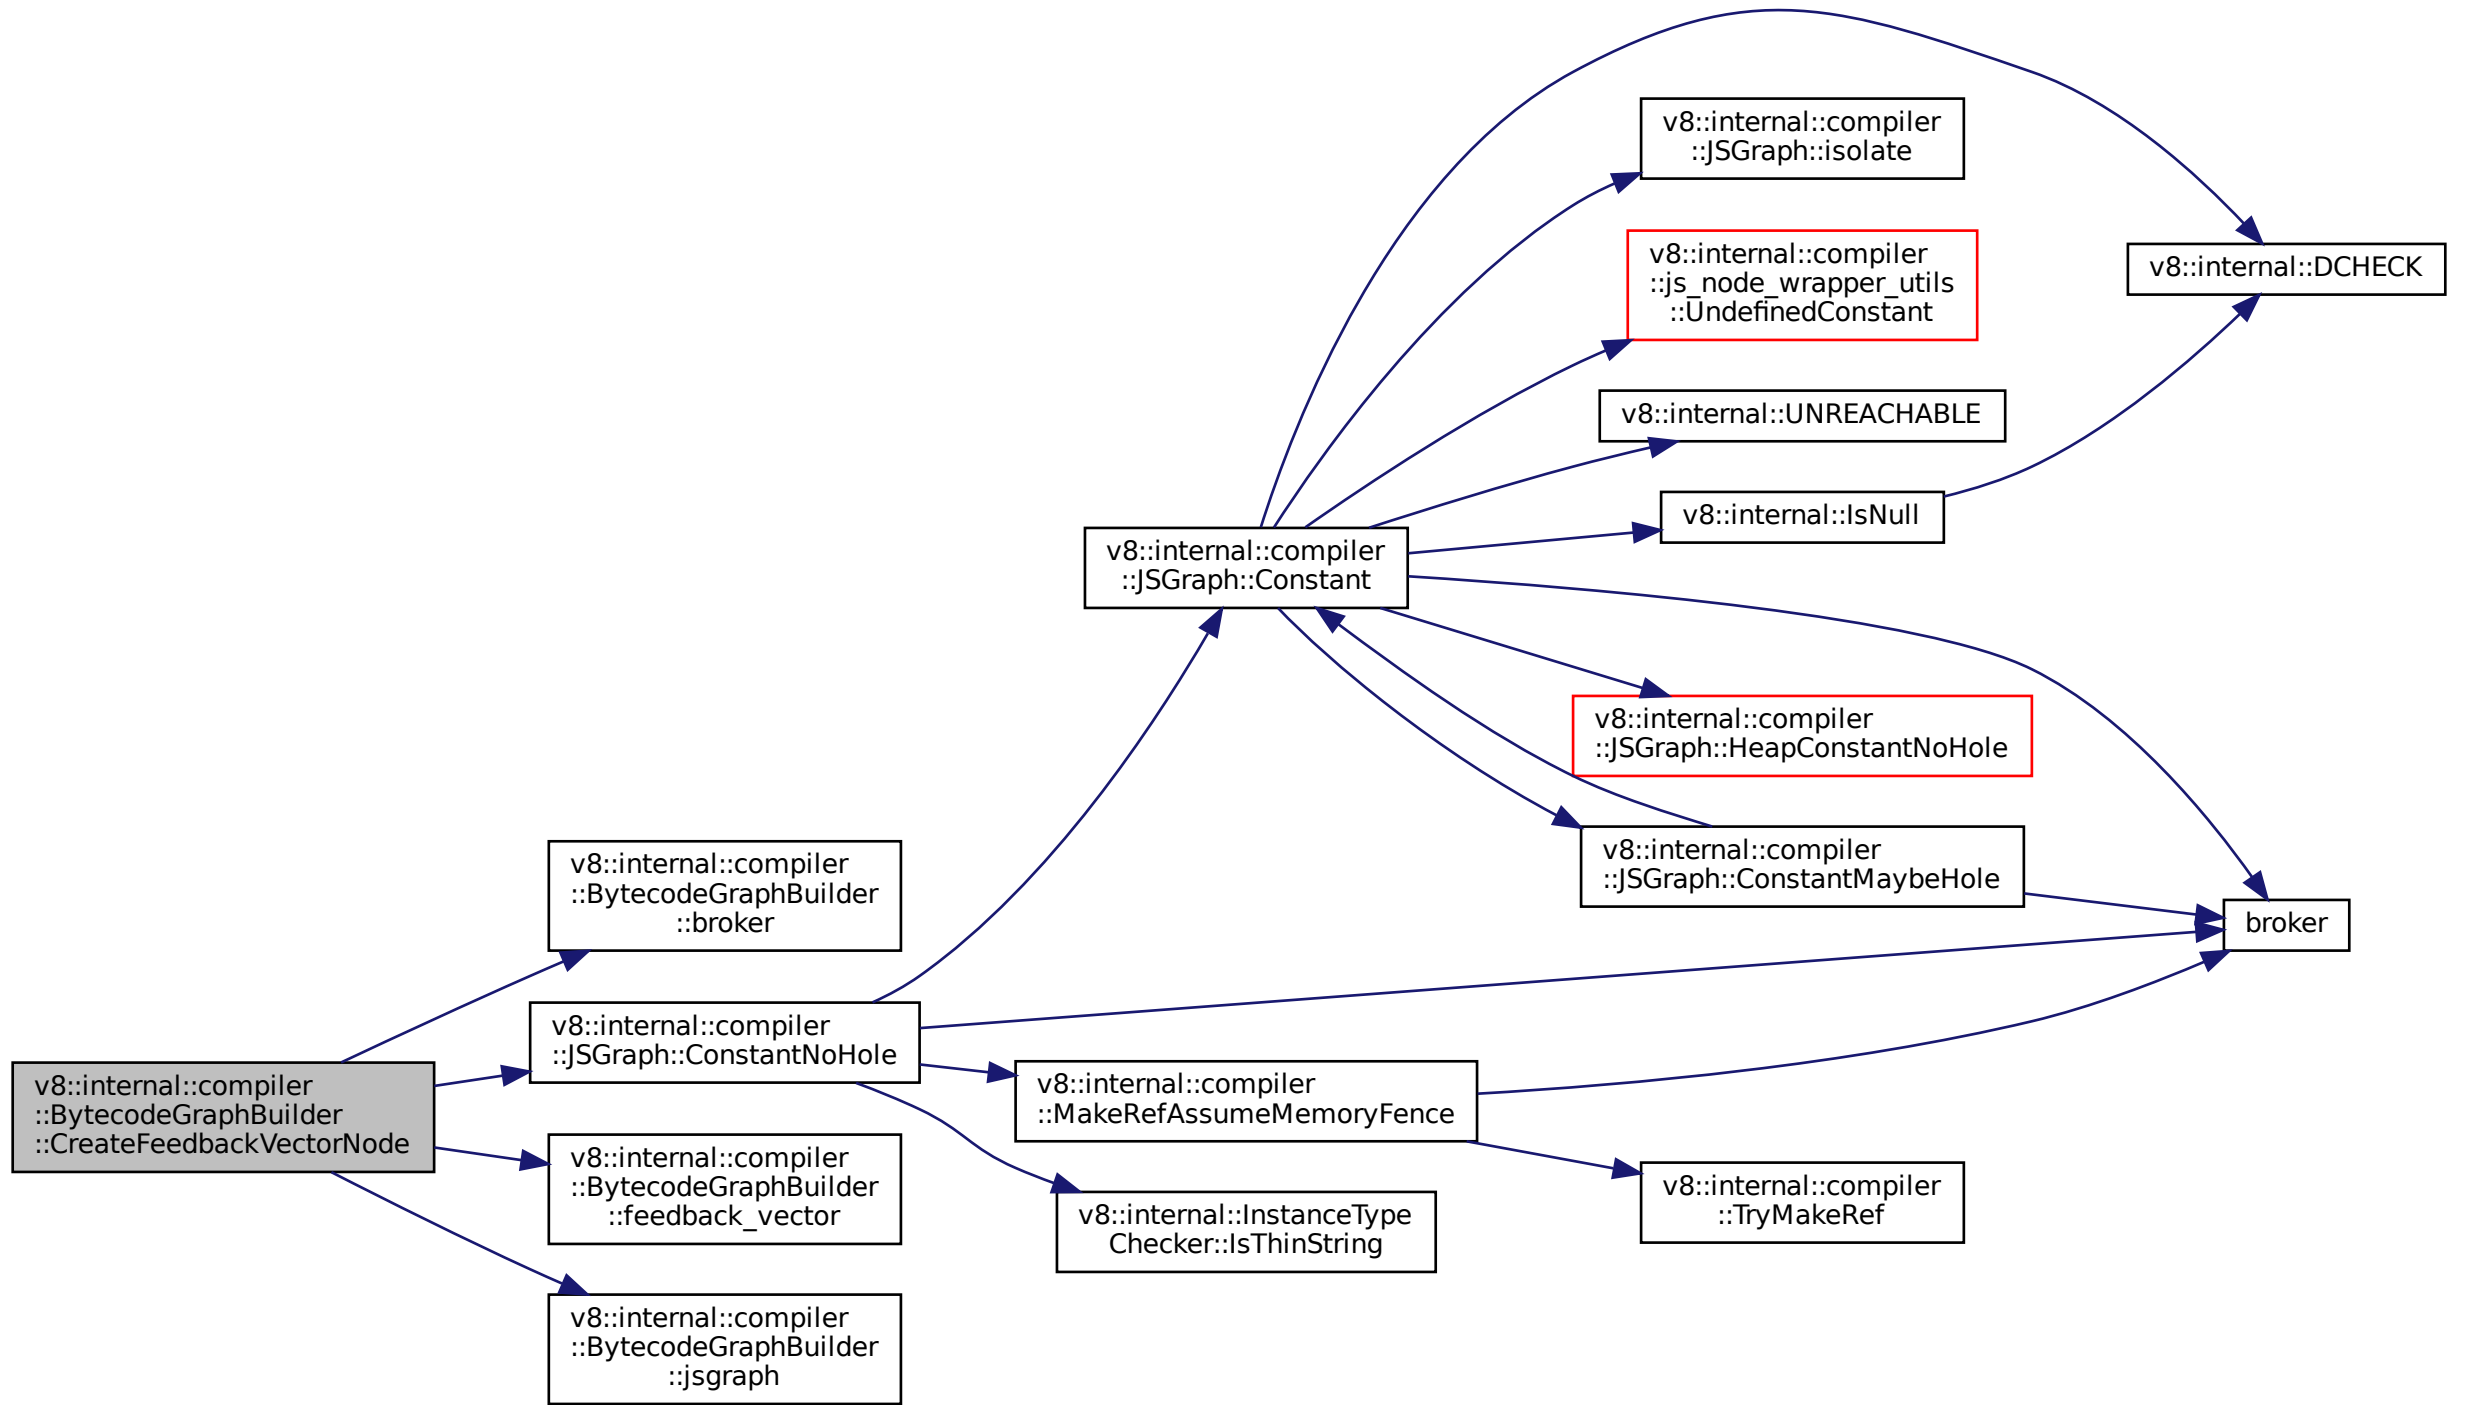 v8::internal::compiler
::JSGraph::isolate
v8::internal::compiler
::js_node_wrapper_utils
::UndefinedConstant
v8::internal::DCHECK
v8::internal::UNREACHABLE
v8::internal::IsNull
v8::internal::compiler
::JSGraph::Constant
v8::internal::compiler
::JSGraph::HeapConstantNoHole
v8::internal::compiler
::JSGraph::ConstantMaybeHole
v8::internal::compiler
::BytecodeGraphBuilder
::broker
broker
v8::internal::compiler
::JSGraph::ConstantNoHole
v8::internal::compiler
::BytecodeGraphBuilder
::CreateFeedbackVectorNode
v8::internal::compiler
::MakeRefAssumeMemoryFence
v8::internal::compiler
::BytecodeGraphBuilder
::feedback_vector
v8::internal::InstanceType
Checker::IsThinString
v8::internal::compiler
::TryMakeRef
v8::internal::compiler
::BytecodeGraphBuilder
::jsgraph